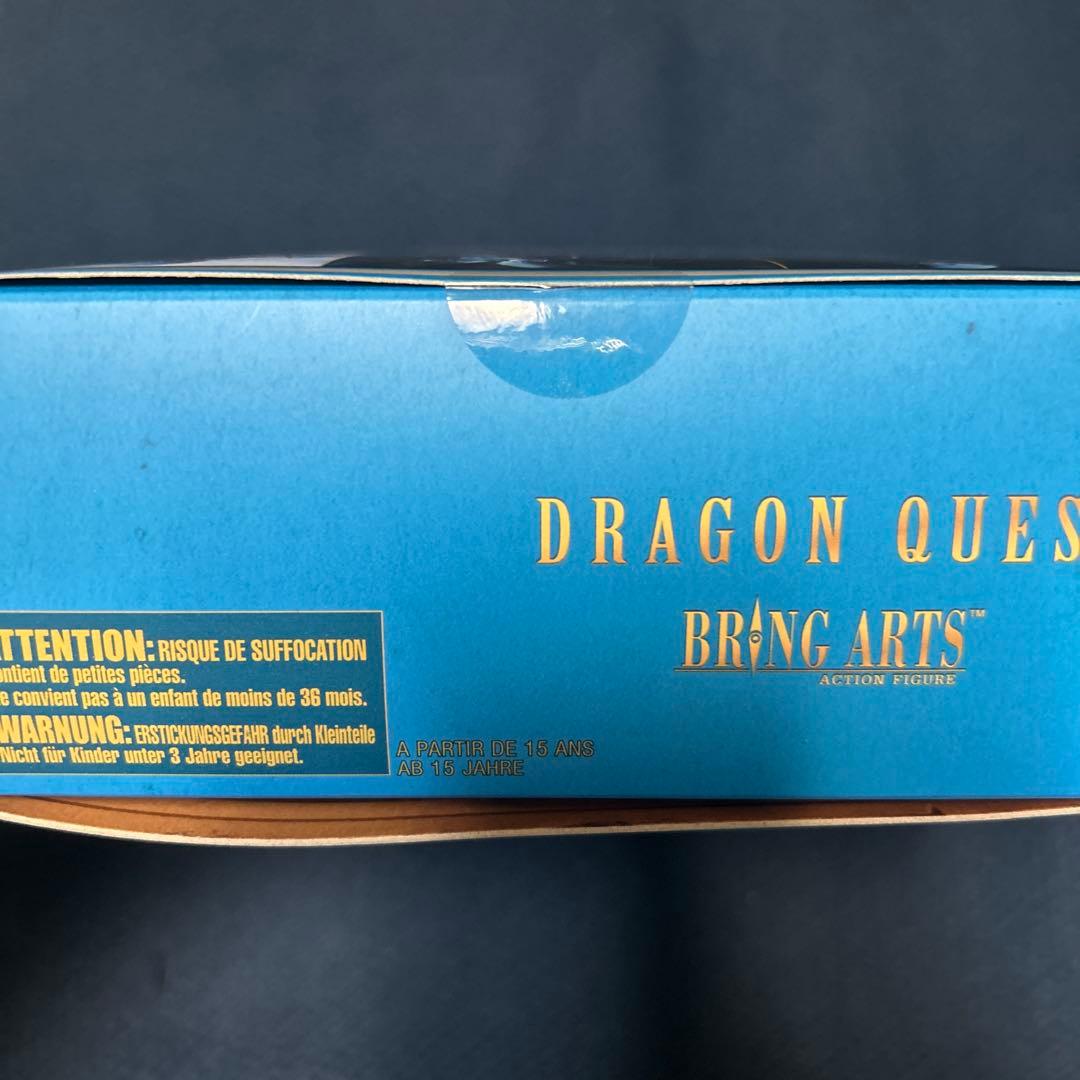 DRAGON QUES
BRING ARTS™
ACTION FIGURE
TTENTION: RISQUE DE SUFFOCATION
ontient de petites pièces.
e convient pas à un enfant de moins de 36 mois.
WARNUNG: ERSTICKUNGSGEFAHR durch Kleinteile
Nicht für Kinder unter 3 Jahre geeignet.
A PARTIR DE 15 ANS
AB 15 JAHRE